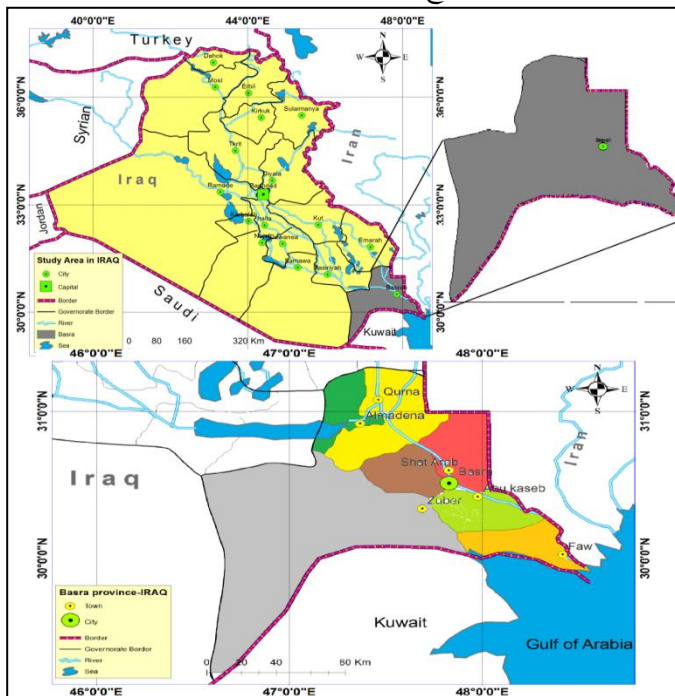 ج
40°0'0"E 44°0'0"E 48°0'0"E
Turkey
N
W E
S
Dahok
Mosl
Erbil
Kirkuk
Sulaimanya
36°0'0"N
36°0'0"N
Syrian
Iran
Tkrit
Diyala
Iraq
Ramade
Baghdad
33°0'0"N
33°0'0"N
Jordan
Kut
Emarah
Samawa
Nasriyah
Study Area in IRAQ
City
Capital
Border
Governorate Border
River
Basra
Sea
Saudi
30°0'0"N
30°0'0"N
Kuwait
0 80 160 320 Km
46°0'0"E 47°0'0"E 48°0'0"E
N
W E
S
31°0'0"N
31°0'0"N
Qurna
Almadena
Shat Arab
Basra
Abu kaseb
Zuber
Faw
Iraq
Iran
30°0'0"N
30°0'0"N
Basra province-IRAQ
Town
City
Border
Governorate Border
River
Sea
Kuwait
Gulf of Arabia
0 20 40 80 Km
46°0'0"E 47°0'0"E 48°0'0"E